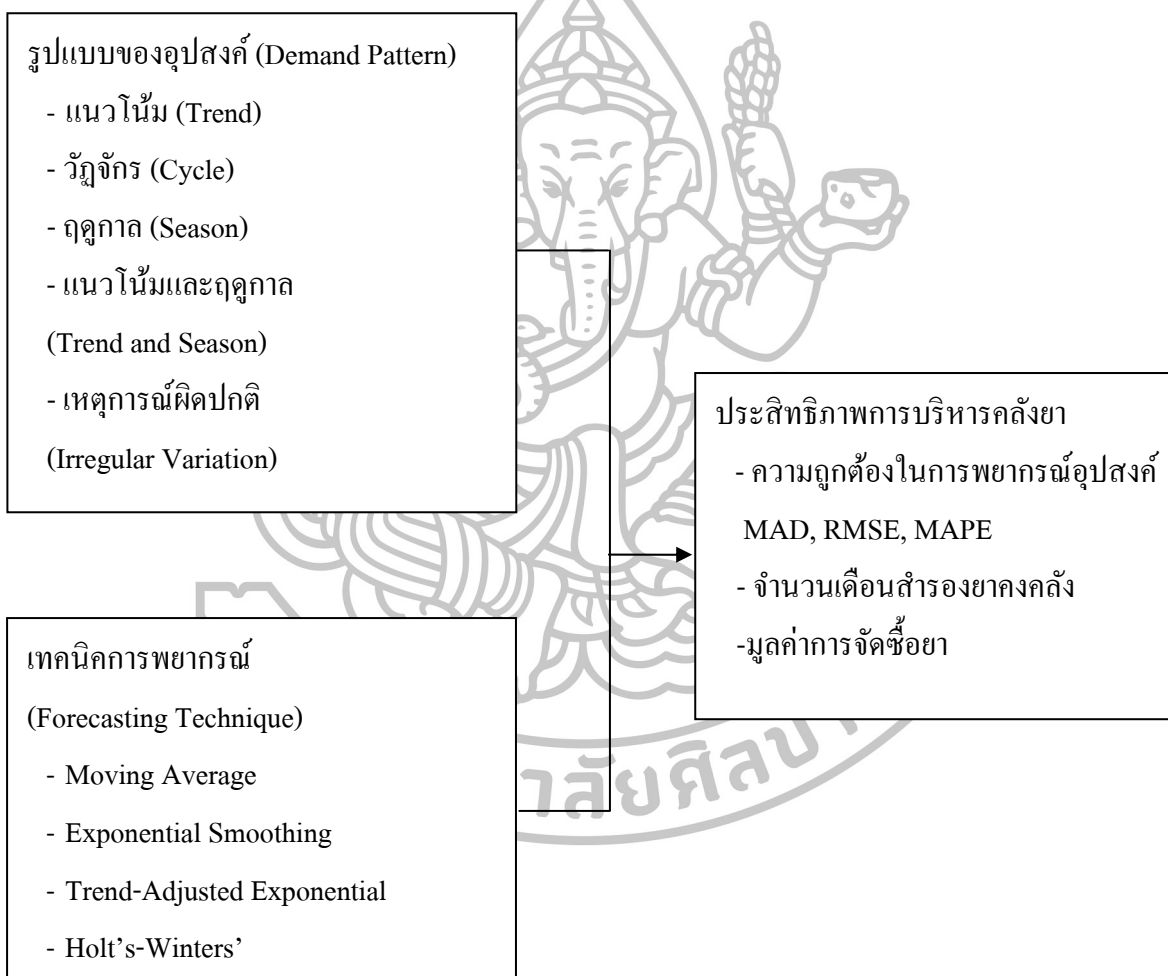 รูปแบบของอุปสงค์ (Demand Pattern)
- แนวโน้ม (Trend)
- วัฏจักร (Cycle)
- ฤดูกาล (Season)
- แนวโน้มและฤดูกาล
(Trend and Season)
- เหตุการณ์ผิดปกติ
(Irregular Variation)
เทคนิคการพยากรณ์
(Forecasting Technique)
- Moving Average
- Exponential Smoothing
- Trend-Adjusted Exponential
- Holt’s-Winters’
ประสิทธิภาพการบริหารคลังยา
- ความถูกต้องในการพยากรณ์อุปสงค์
MAD, RMSE, MAPE
- จำนวนเดือนสำรองยาคงคลัง
-มูลค่าการจัดซื้อยา